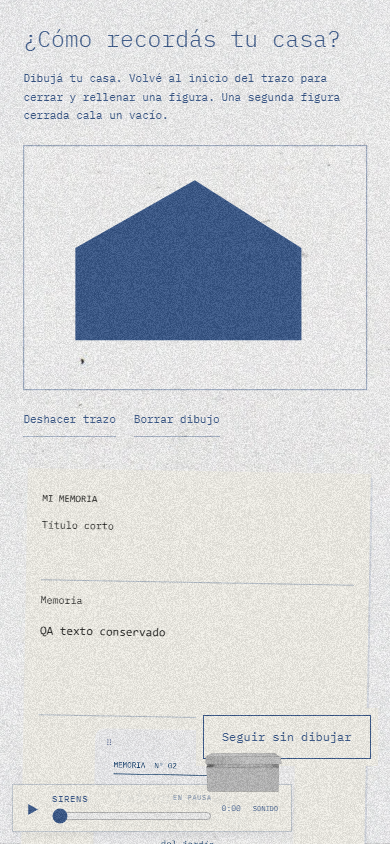 ¿Cómo recordás tu casa?
Dibujá tu casa. Volvé al inicio del trazo para
cerrar y rellenar una figura. Una segunda figura
cerrada cala un vacío.
Deshacer trazo Borrar dibujo
MI MEMORIA
Título corto
Memoria
QA texto conservado
Seguir sin dibujar
MEMORIA Nº 02
SIRENS
EN PAUSA
0:00
SONIDO
del jardín